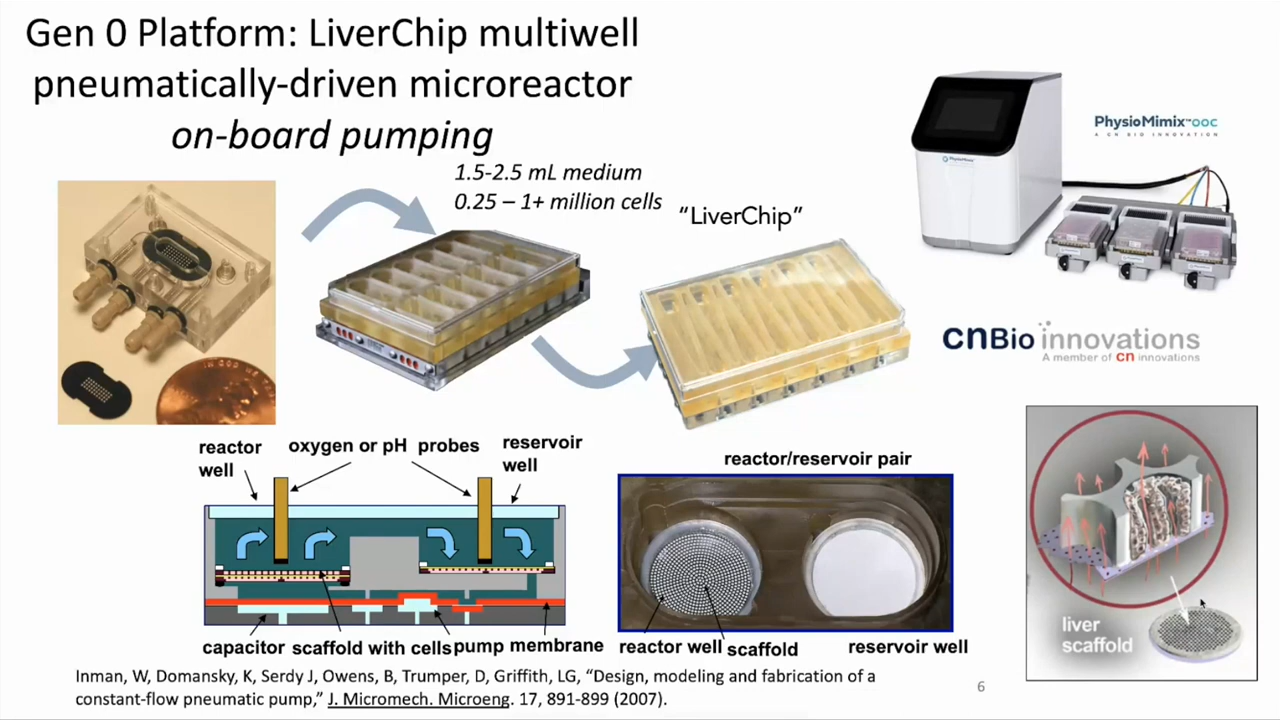 Gen 0 Platform: LiverChip multiwell
pneumatically-driven microreactor
on-board pumping
1.5-2.5 mL medium
0.25 – 1+ million cells
"LiverChip"
PhysioMimix™ OOC
A CN BIO INNOVATION
PhysioMimix
cnBio innovations
A member of cn innovations
reactor
well
oxygen or pH probes
reservoir
well
capacitor
scaffold with cells
pump membrane
reactor/reservoir pair
reactor well
scaffold
reservoir well
liver
scaffold
Inman, W, Domansky, K, Serdy J, Owens, B, Trumper, D, Griffith, LG, “Design, modeling and fabrication of a
constant-flow pneumatic pump,” J. Micromech. Microeng. 17, 891-899 (2007).
6